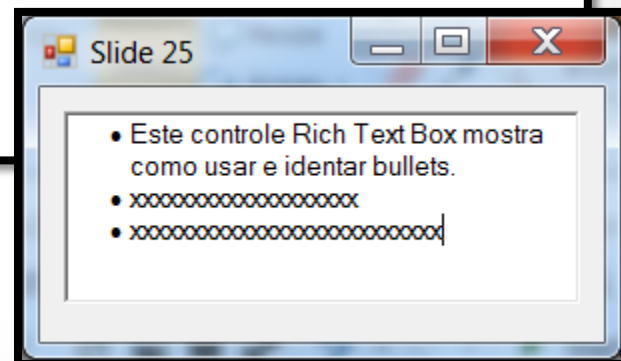 Slide 25
• Este controle Rich Text Box mostra
como usar e identar bullets.
• xxxxxxxxxxxxxxxxxxx
• xxxxxxxxxxxxxxxxxxxxxxxxxx